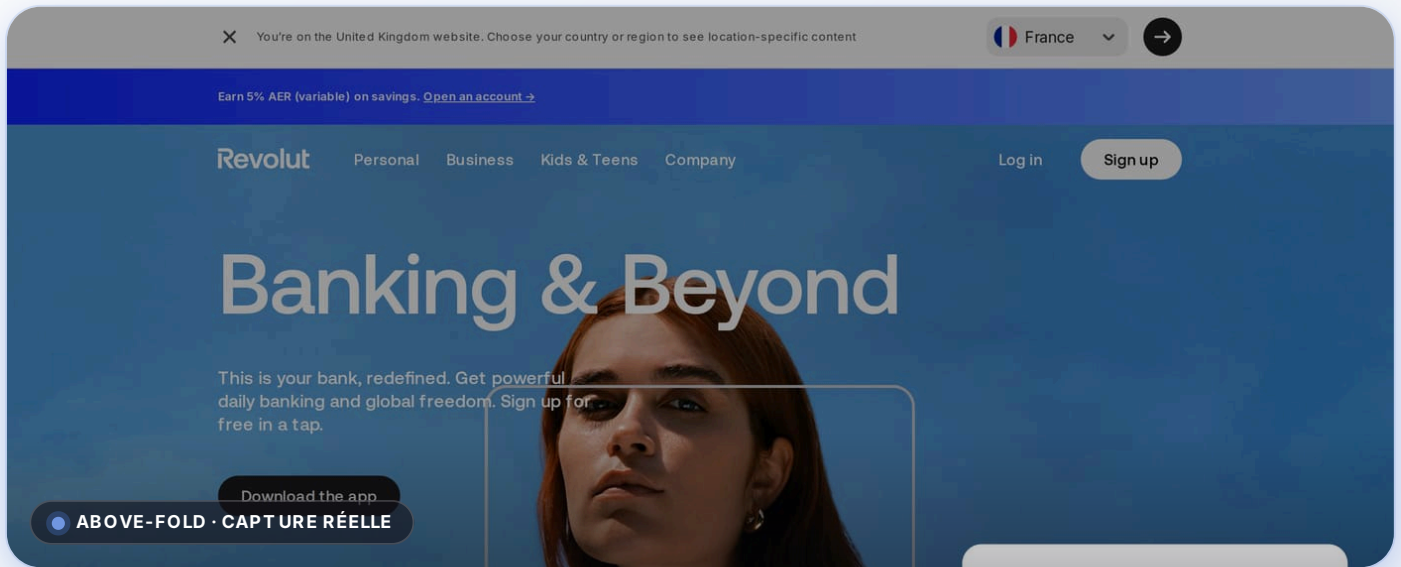 You're on the United Kingdom website. Choose your country or region to see location-specific content
France
Earn 5% AER (variable) on savings. Open an account →
Revolut
Personal
Business
Kids & Teens
Company
Log in
Sign up
Banking & Beyond
This is your bank, redefined. Get powerful
daily banking and global freedom. Sign up for
free in a tap.
Download the app
ABOVE-FOLD · CAPTURE RÉELLE